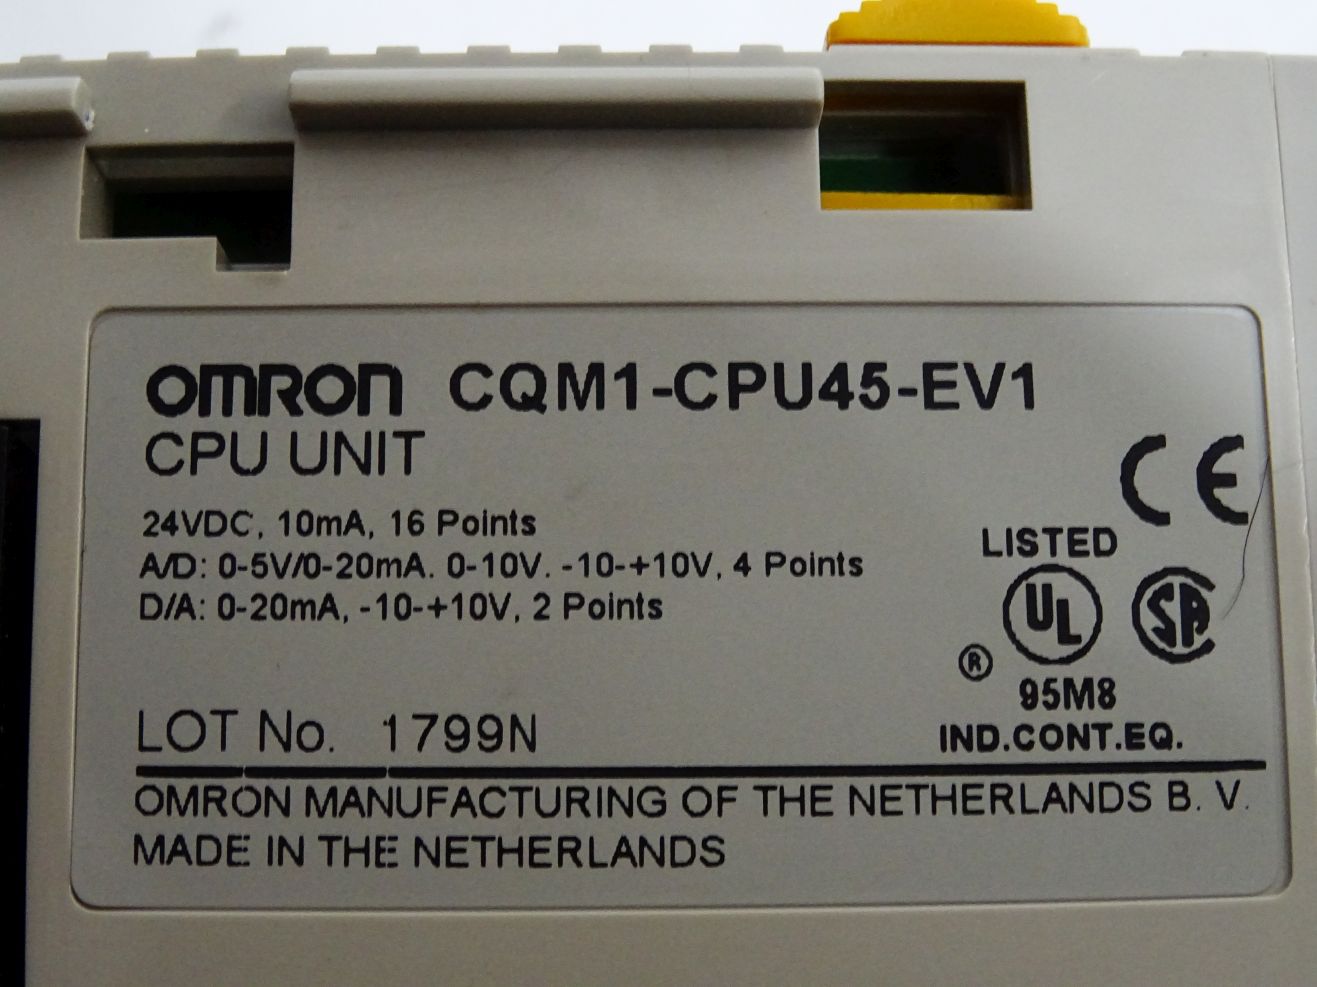 OMRON CQM1-CPU45-EV1
CPU UNIT
24VDC, 10mA, 16 Points
A/D: 0-5V/0-20mA. 0-10V. -10-+10V, 4 Points
D/A: 0-20mA, -10-+10V, 2 Points
CE
LISTED
UL
SA
®
95M8
IND.CONT.EQ.
LOT No. 1799N
OMRON MANUFACTURING OF THE NETHERLANDS B. V.
MADE IN THE NETHERLANDS